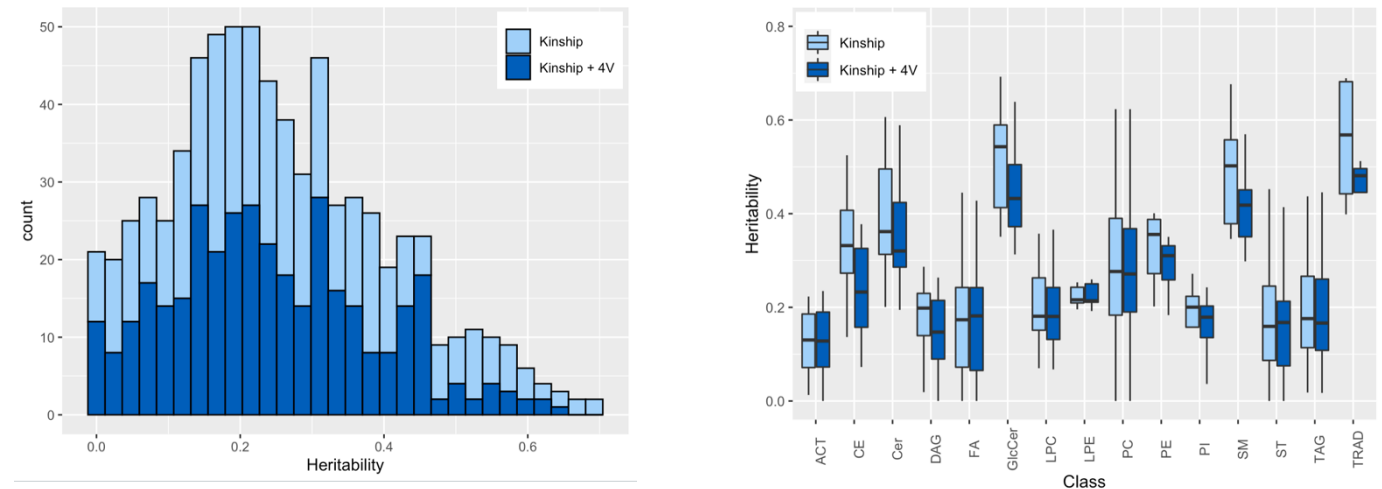 50
40
30
20
10
0
count
0.0 0.2 0.4 0.6
Heritability
Kinship
Kinship + 4V
0.8
0.6
0.4
0.2
0.0
Heritability
Kinship
Kinship + 4V
ACT CE Cer DAG FA GlcCer LPC LPE PC PE PI SM ST TAG TRAD
Class